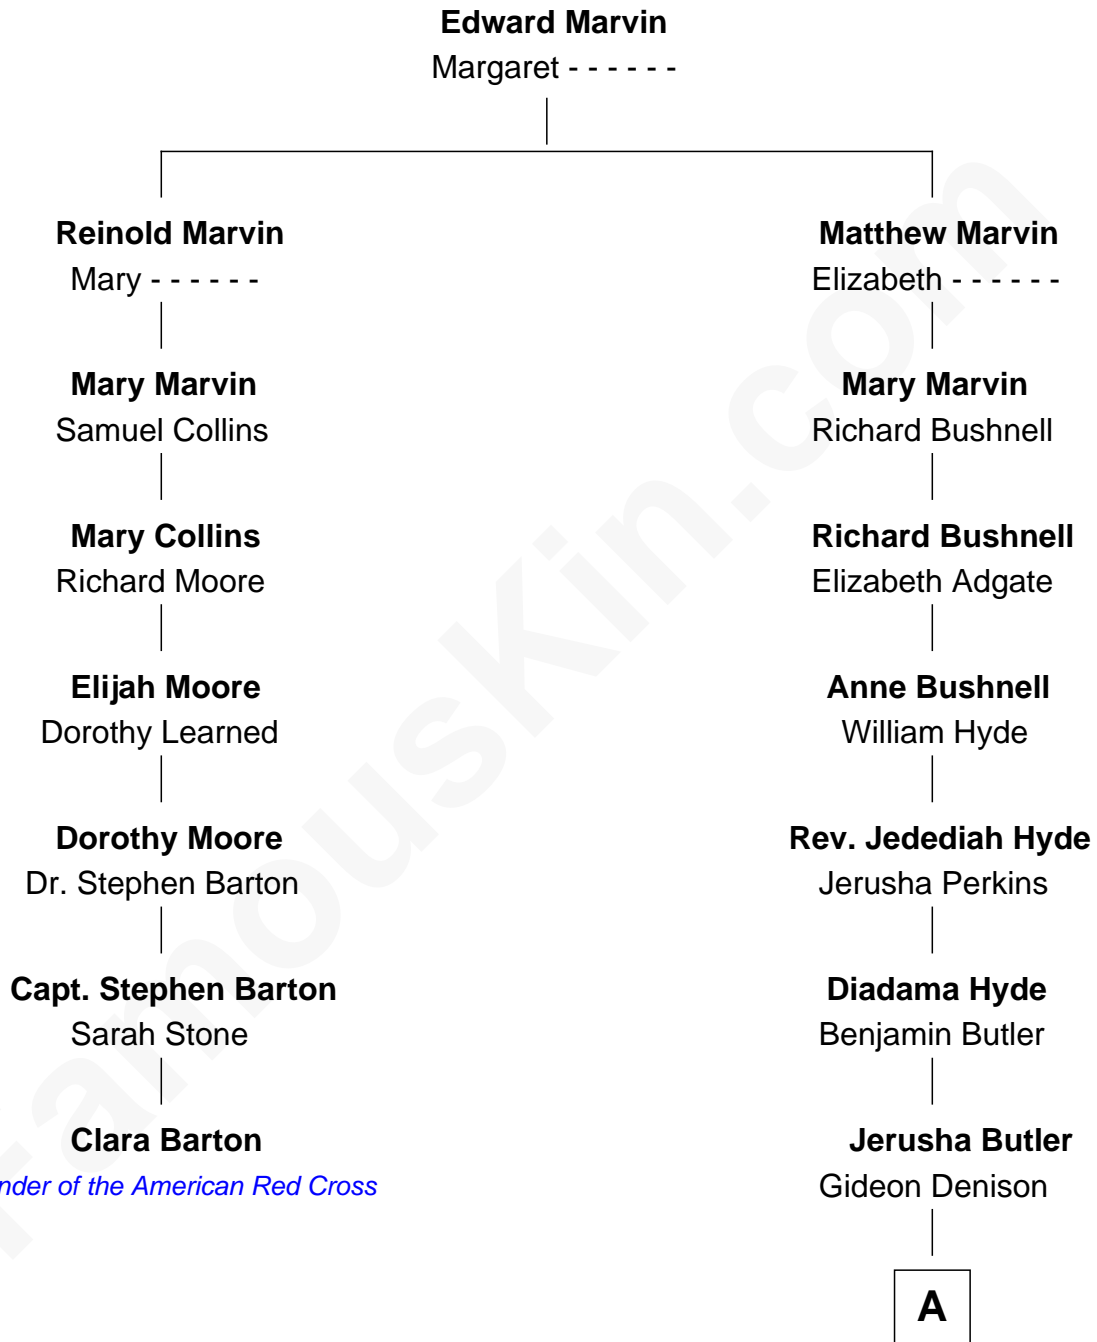 Edward Marvin
Margaret - - - - - -
Reinold Marvin
Mary - - - - - -
Matthew Marvin
Elizabeth - - - - - -
Mary Marvin
Samuel Collins
Mary Marvin
Richard Bushnell
Mary Collins
Richard Moore
Richard Bushnell
Elizabeth Adgate
Elijah Moore
Dorothy Learned
Anne Bushnell
William Hyde
Dorothy Moore
Dr. Stephen Barton
Rev. Jedediah Hyde
Jerusha Perkins
Capt. Stephen Barton
Sarah Stone
Diadama Hyde
Benjamin Butler
Clara Barton
nder of the American Red Cross
Jerusha Butler
Gideon Denison
A
FamousKin.com